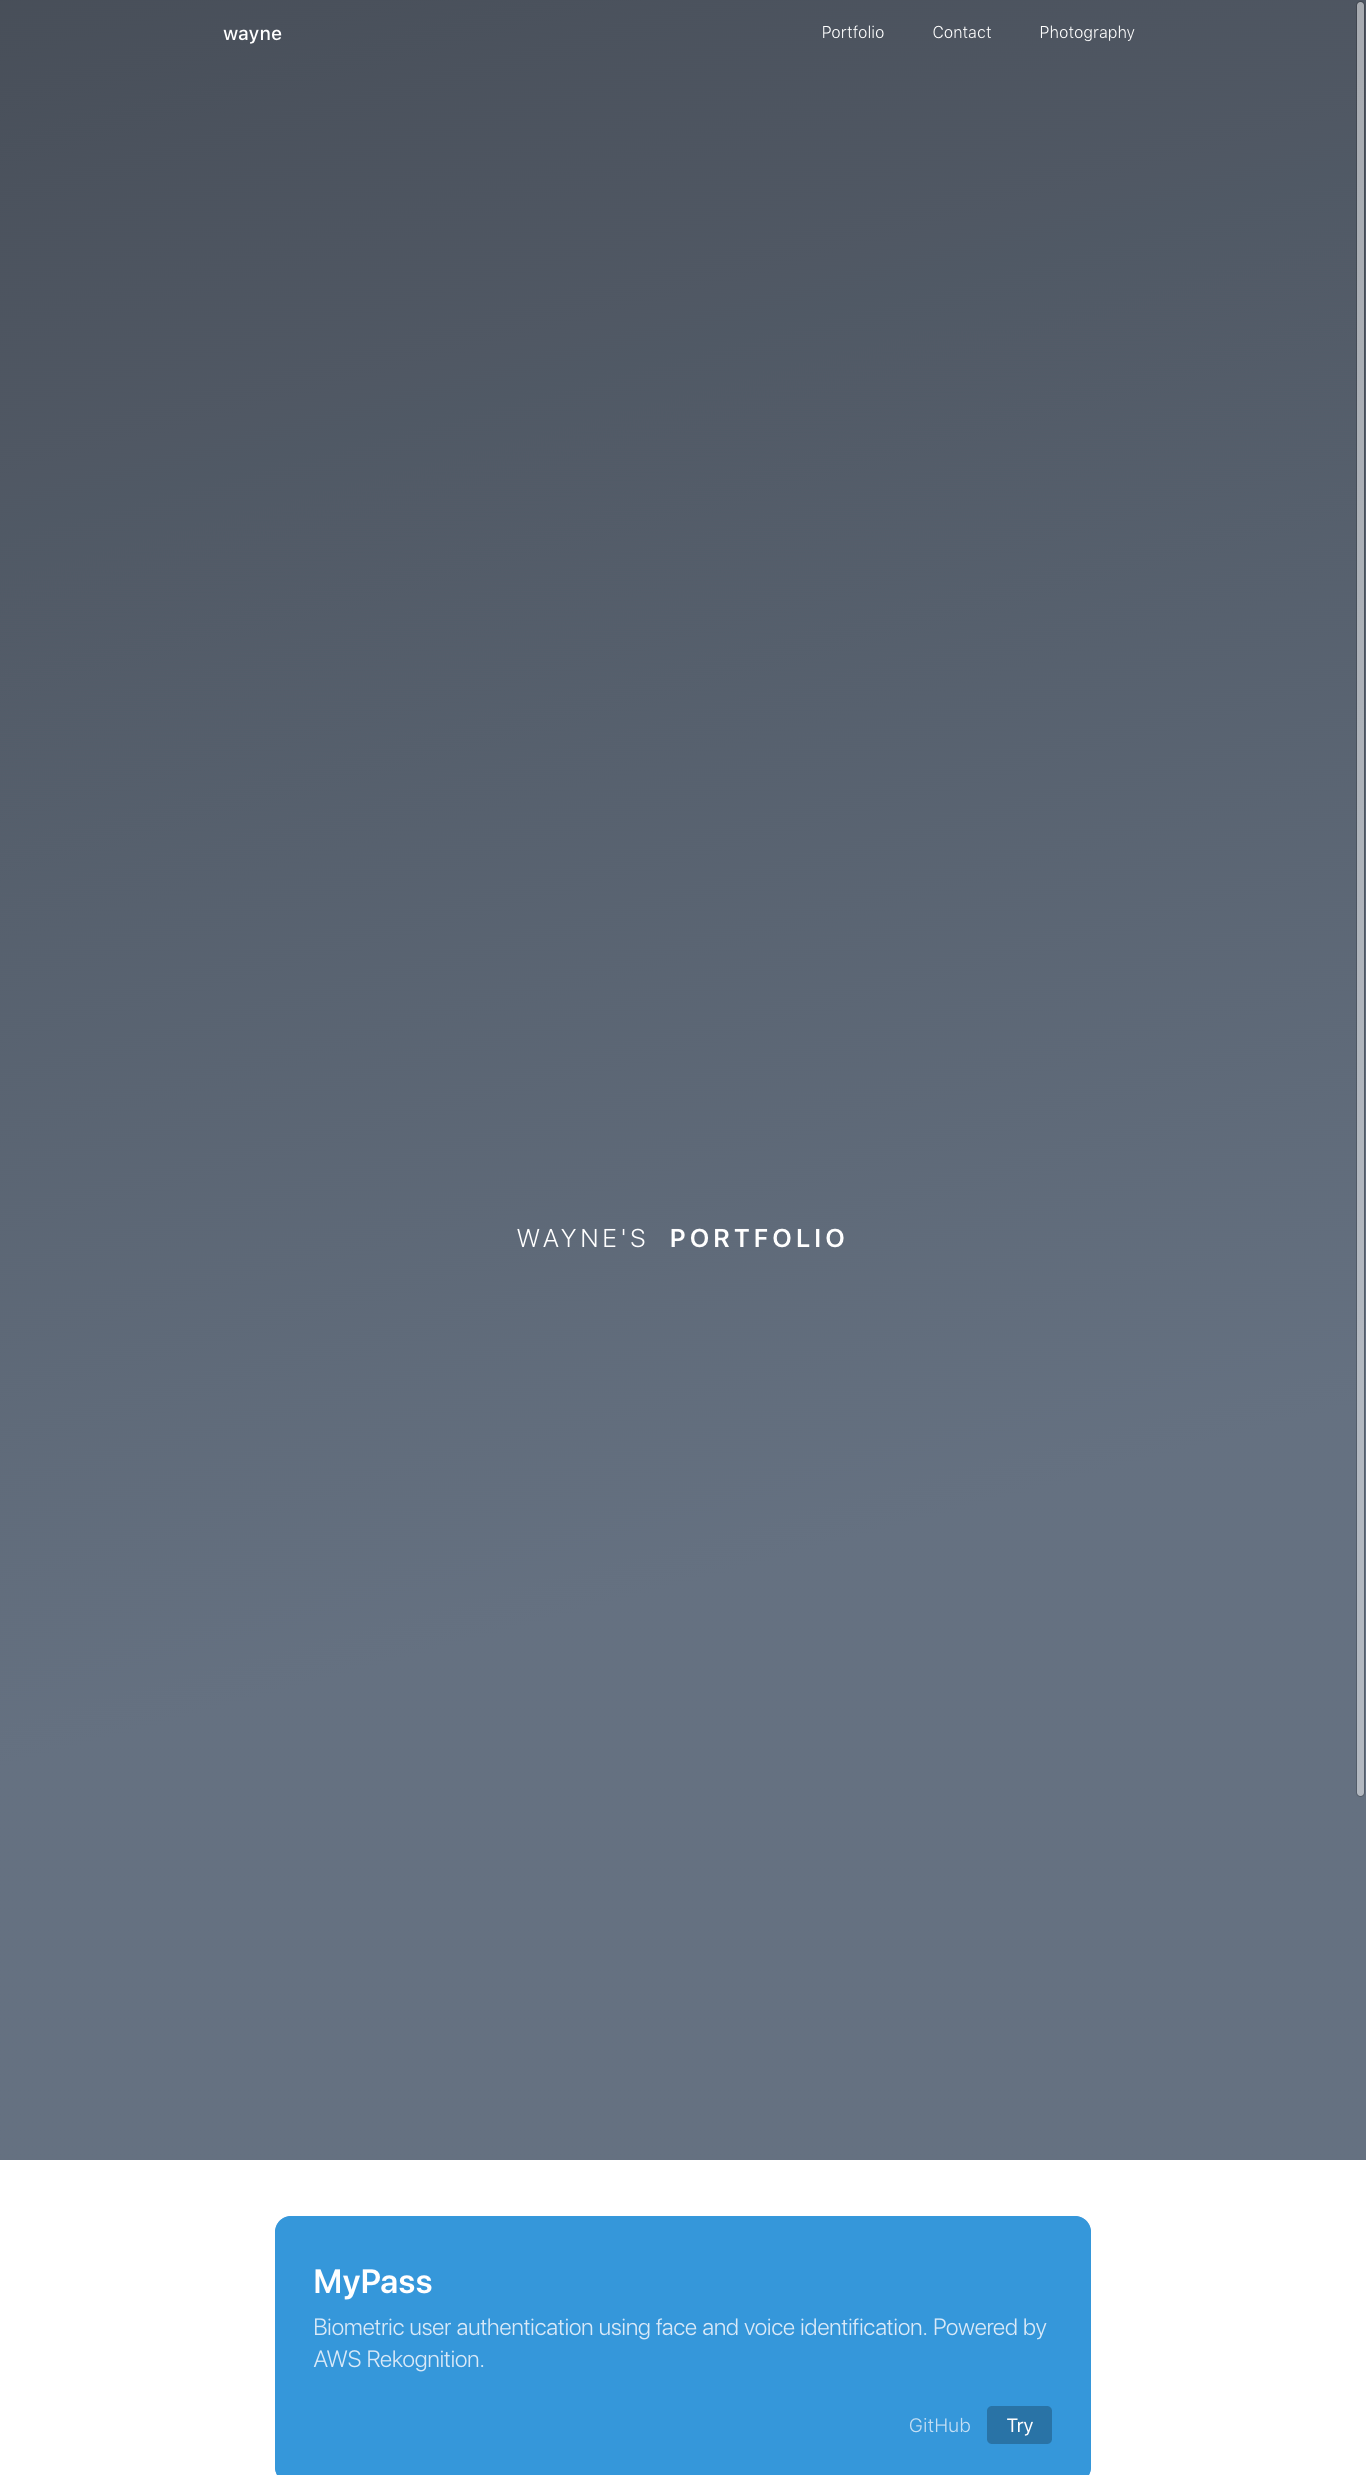 wayne Portfolio Contact Photography
WAYNE'S PORTFOLIO
MyPass
Biometric user authentication using face and voice identification. Powered by
AWS Rekognition.
GitHub Try